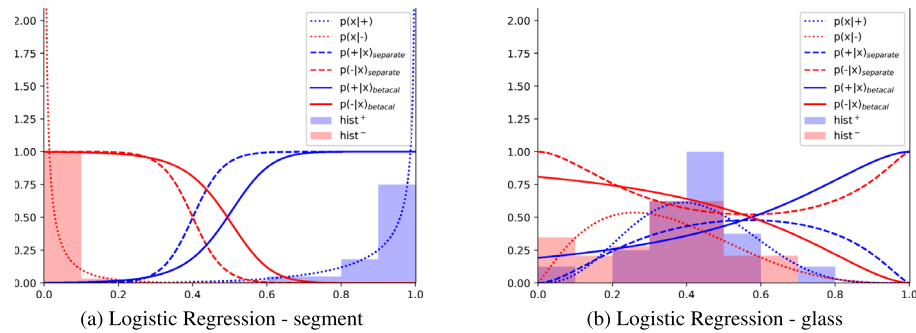 2.00
1.75
1.50
1.25
1.00
0.75
0.50
0.25
0.00
0.0 0.2 0.4 0.6 0.8 1.0
p(x|+)
p(x|-)
p(+|x)separate
p(-|x)separate
p(+|x)betacal
p(-|x)betacal
hist+
hist−
(a) Logistic Regression - segment
2.00
1.75
1.50
1.25
1.00
0.75
0.50
0.25
0.00
0.0 0.2 0.4 0.6 0.8 1.0
p(x|+)
p(x|-)
p(+|x)separate
p(-|x)separate
p(+|x)betacal
p(-|x)betacal
hist+
hist−
(b) Logistic Regression - glass